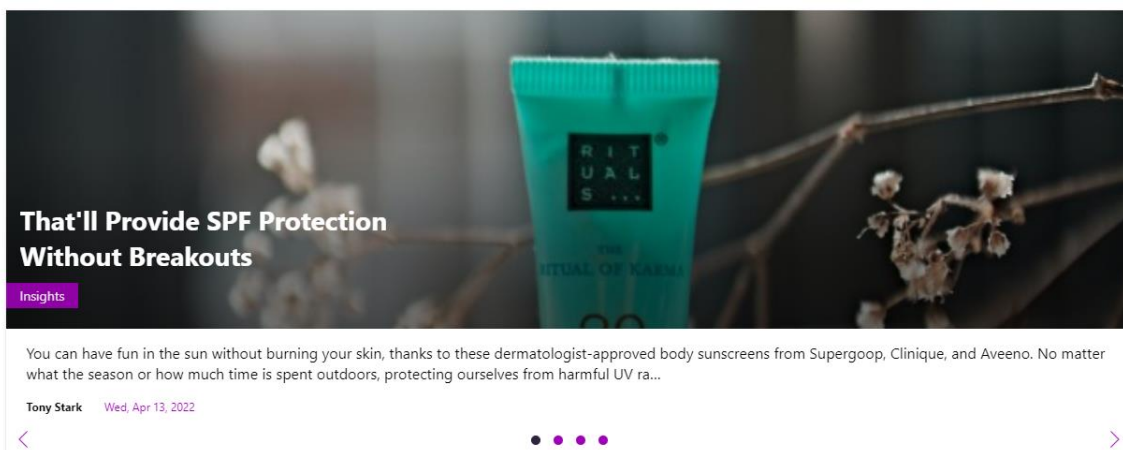 RIT
UAL
S...
®
THE
RITUAL OF KARMA
That'll Provide SPF Protection
Without Breakouts
Insights
You can have fun in the sun without burning your skin, thanks to these dermatologist-approved body sunscreens from Supergoop, Clinique, and Aveeno. No matter
what the season or how much time is spent outdoors, protecting ourselves from harmful UV ra...
Tony Stark Wed, Apr 13, 2022